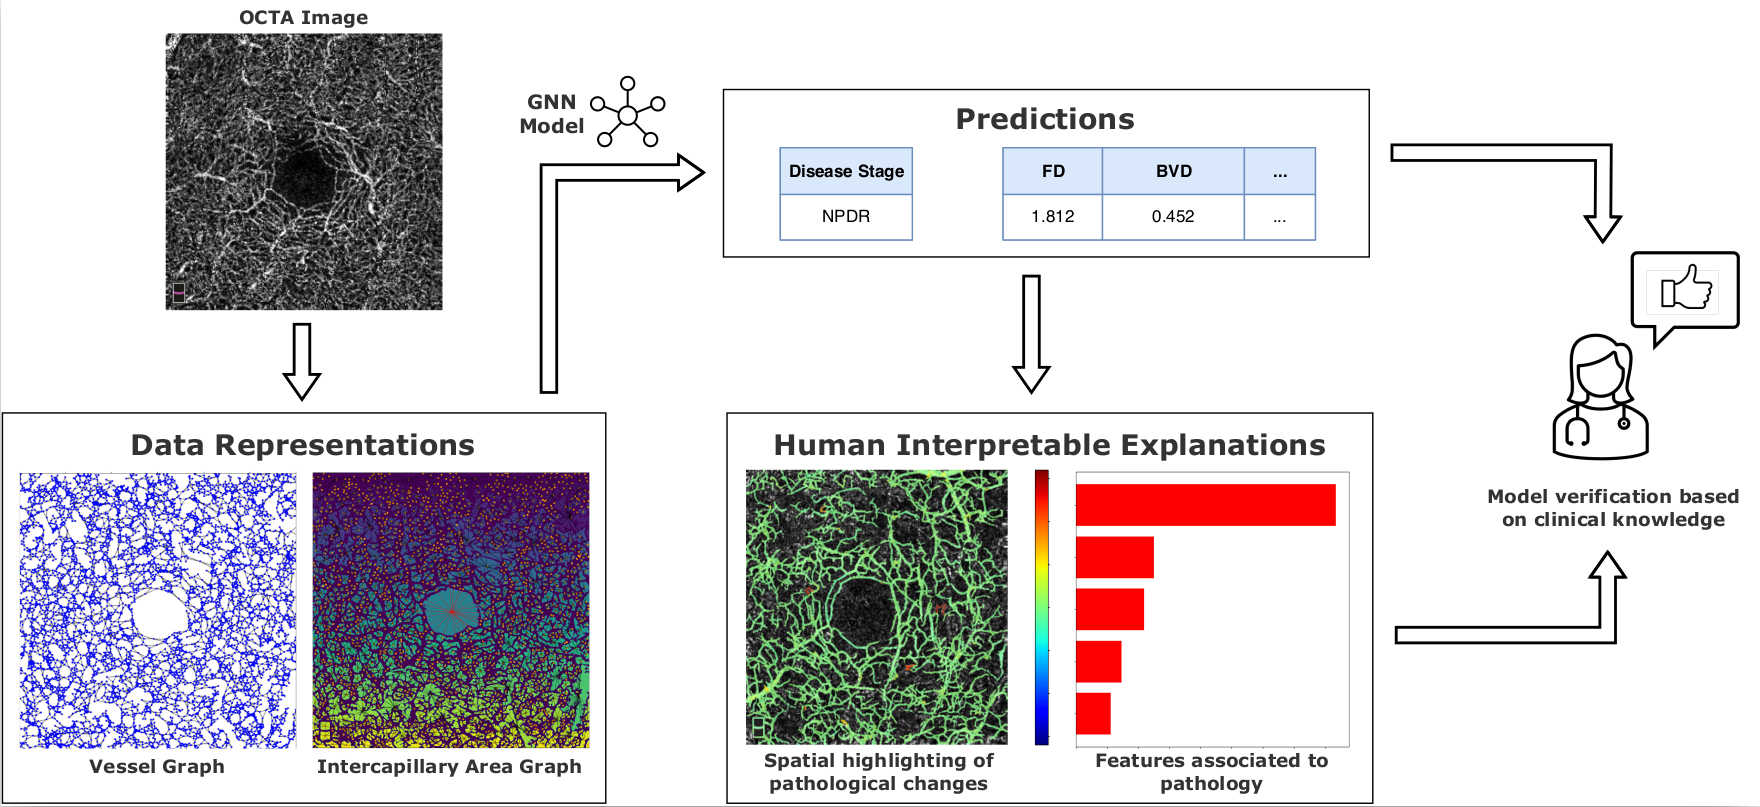 OCTA Image
GNN
Model
Predictions
Disease Stage
NPDR
FD BVD ...
1.812 0.452 ...
Data Representations
Vessel Graph
Intercapillary Area Graph
Human Interpretable Explanations
Spatial highlighting of
pathological changes
Features associated to
pathology
Model verification based
on clinical knowledge